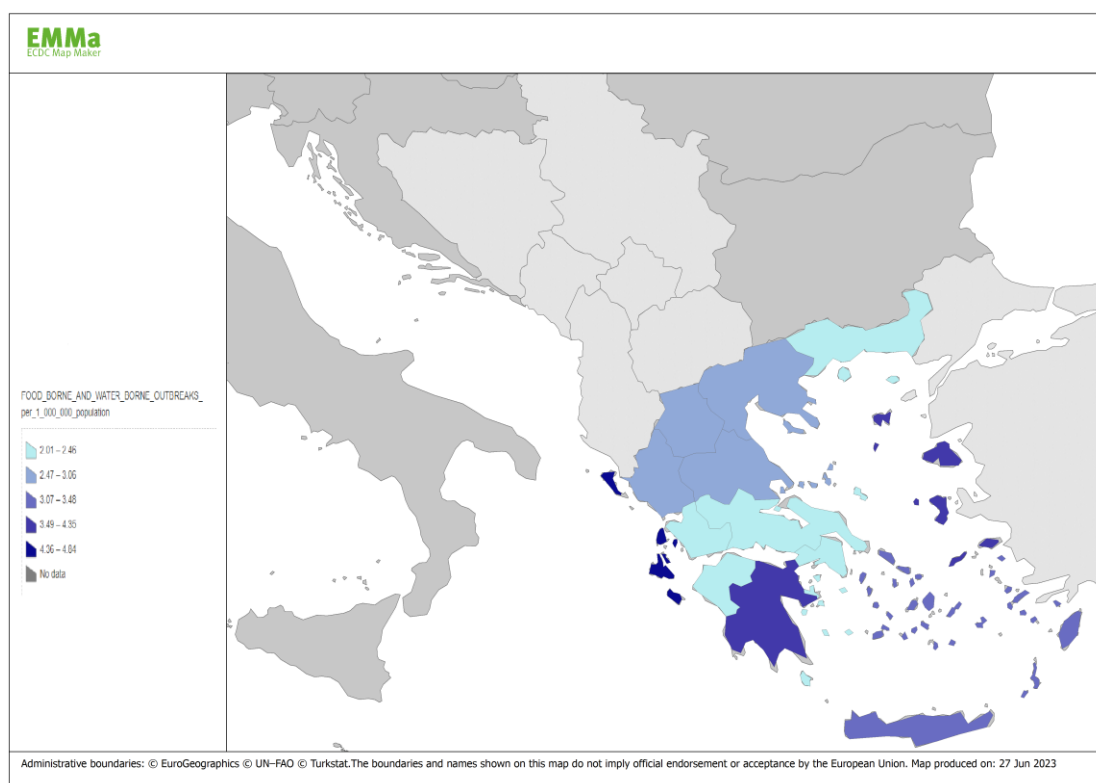 EMMa
ECDC Map Maker
FOOD_BORNE_AND_WATER_BORNE_OUTBREAKS_
per_1_000_000_population
2.01 – 2.46
2.47 – 3.06
3.07 – 3.48
3.49 – 4.35
4.36 – 4.84
No data
Administrative boundaries: © EuroGeographics © UN–FAO © Turkstat.The boundaries and names shown on this map do not imply official endorsement or acceptance by the European Union. Map produced on: 27 Jun 2023